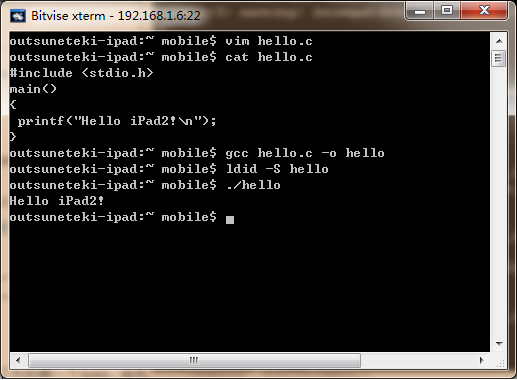 Bitvise xterm - 192.168.1.6:22
outsuneteki-ipad:~ mobile$ vim hello.c
outsuneteki-ipad:~ mobile$ cat hello.c
#include <stdio.h>
main()
{
 printf("Hello iPad2!\n");
}
outsuneteki-ipad:~ mobile$ gcc hello.c -o hello
outsuneteki-ipad:~ mobile$ ldid -S hello
outsuneteki-ipad:~ mobile$ ./hello
Hello iPad2!
outsuneteki-ipad:~ mobile$